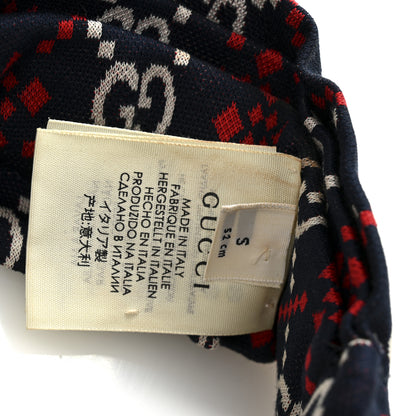 GUCCI
MADE IN ITALY
FABRIQUE EN ITALIE
HERGESTELLT IN ITALIEN
HECHO EN ITALIA
PRODUZIDO NA ITALIA
СДЕЛАНО В ИТАЛИИ
イタリア製
产地:意大利
S
52 cm